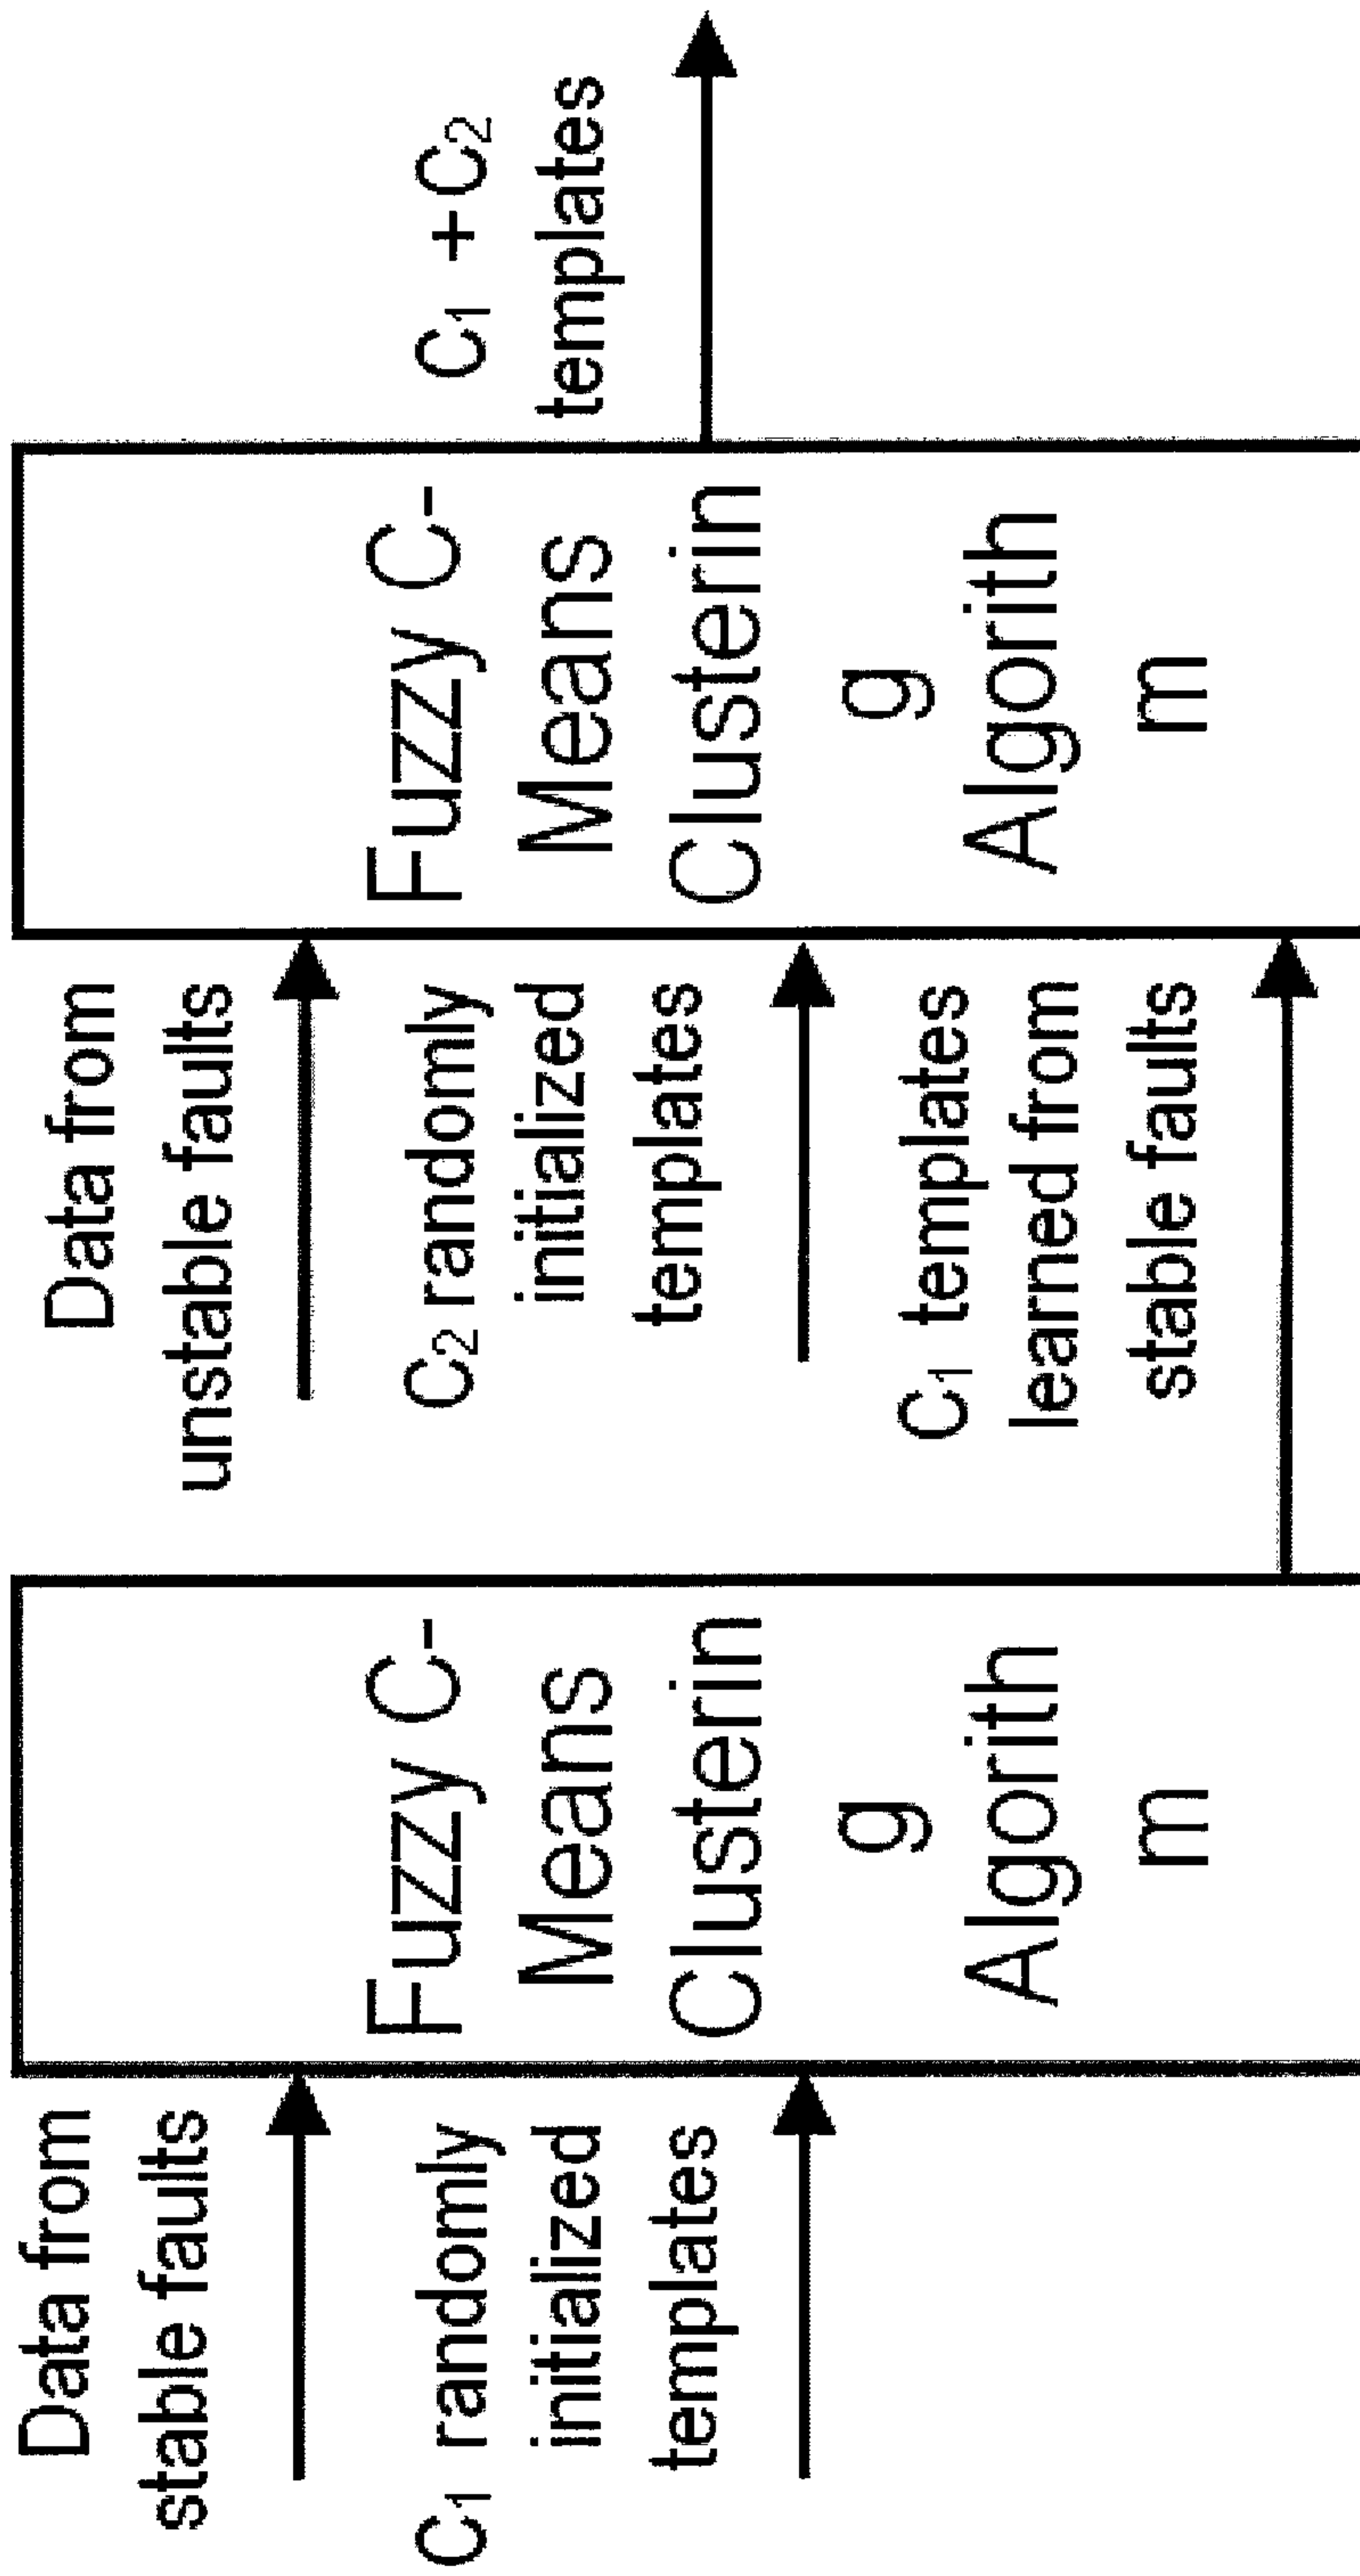 Data from
stable faults
C₁ randomly
initialized
templates
Fuzzy C-
Means
Clusterin
g
Algorith
m
Data from
unstable faults
C₂ randomly
initialized
templates
C₁ templates
learned from
stable faults
Fuzzy C-
Means
Clusterin
g
Algorith
m
C₁ + C₂
templates